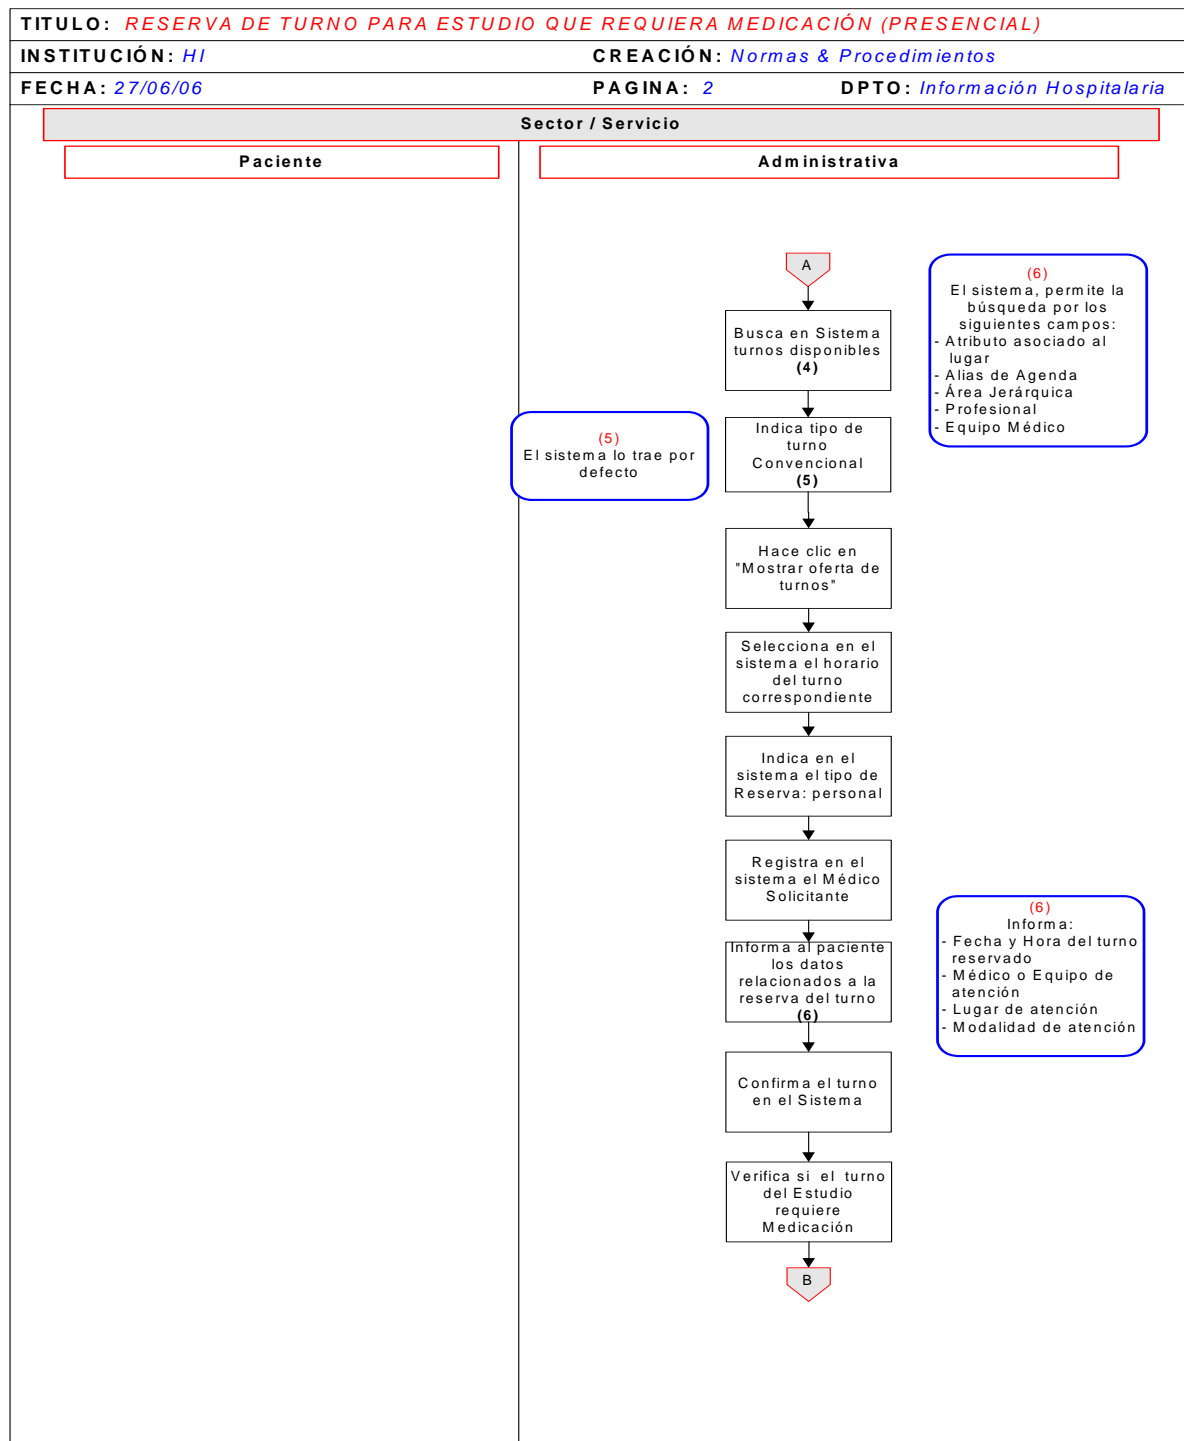 TITULO: RESERVA DE TURNO PARA ESTUDIO QUE REQUIERA MEDICACIÓN (PRESENCIAL)
INSTITUCIÓN: HI CREACIÓN: Normas & Procedimientos
FECHA: 27/06/06 PAGINA: 2 DPTO: Información Hospitalaria
Sector / Servicio
Paciente
Administrativa
A
(6)
El sistema, permite la
búsqueda por los
siguientes campos:
- Atributo asociado al
lugar
- Alias de Agenda
- Área Jerárquica
- Profesional
- Equipo Médico
Busca en Sistema
turnos disponibles
(4)
(5)
El sistema lo trae por
defecto
Indica tipo de
turno
Convencional
(5)
Hace clic en
"Mostrar oferta de
turnos"
Selecciona en el
sistema el horario
del turno
correspondiente
Indica en el
sistema el tipo de
Reserva: personal
Registra en el
sistema el Médico
Solicitante
Informa al paciente
los datos
relacionados a la
reserva del turno
(6)
(6)
Informa:
- Fecha y Hora del turno
reservado
- Médico o Equipo de
atención
- Lugar de atención
- Modalidad de atención
Confirma el turno
en el Sistema
Verifica si el turno
del Estudio
requiere
Medicación
B